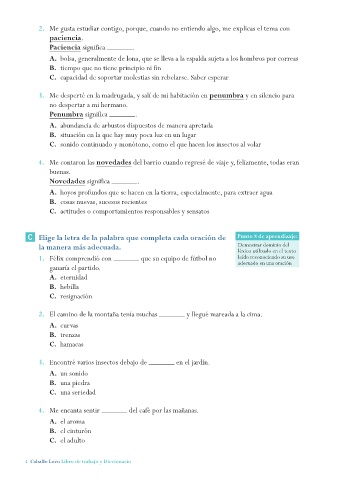 2. Me gusta estudiar contigo, porque, cuando no entiendo algo, me explicas el tema con
paciencia.
Paciencia significa ________.
A. bolsa, generalmente de lona, que se lleva a la espalda sujeta a los hombros por correas
B. tiempo que no tiene principio ni fin
C. capacidad de soportar molestias sin rebelarse. Saber esperar
3. Me desperté en la madrugada, y salí de mi habitación en penumbra y en silencio para
no despertar a mi hermano.
Penumbra significa ________.
A. abundancia de arbustos dispuestos de manera apretada
B. situación en la que hay muy poca luz en un lugar
C. sonido continuado y monótono, como el que hacen los insectos al volar
4. Me contaron las novedades del barrio cuando regresé de viaje y, felizmente, todas eran
buenas.
Novedades significa ________.
A. hoyos profundos que se hacen en la tierra, especialmente, para extraer agua
B. cosas nuevas, sucesos recientes
C. actitudes o comportamientos responsables y sensatos
C Elige la letra de la palabra que completa cada oración de
la manera más adecuada.
Punto 4 de aprendizaje:
Demostrar dominio del
léxico utilizado en el texto
leído reconociendo su uso
adecuado en una oración
1. Félix comprendió con ________ que su equipo de fútbol no
ganaría el partido.
A. eternidad
B. hebilla
C. resignación
2. El camino de la montaña tenía muchas ________ y llegué mareada a la cima.
A. curvas
B. trenzas
C. hamacas
3. Encontré varios insectos debajo de ________ en el jardín.
A. un sonido
B. una piedra
C. una seriedad
4. Me encanta sentir ________ del café por las mañanas.
A. el aroma
B. el cinturón
C. el adulto
Caballo Loco Libro de trabajo y Diccionario